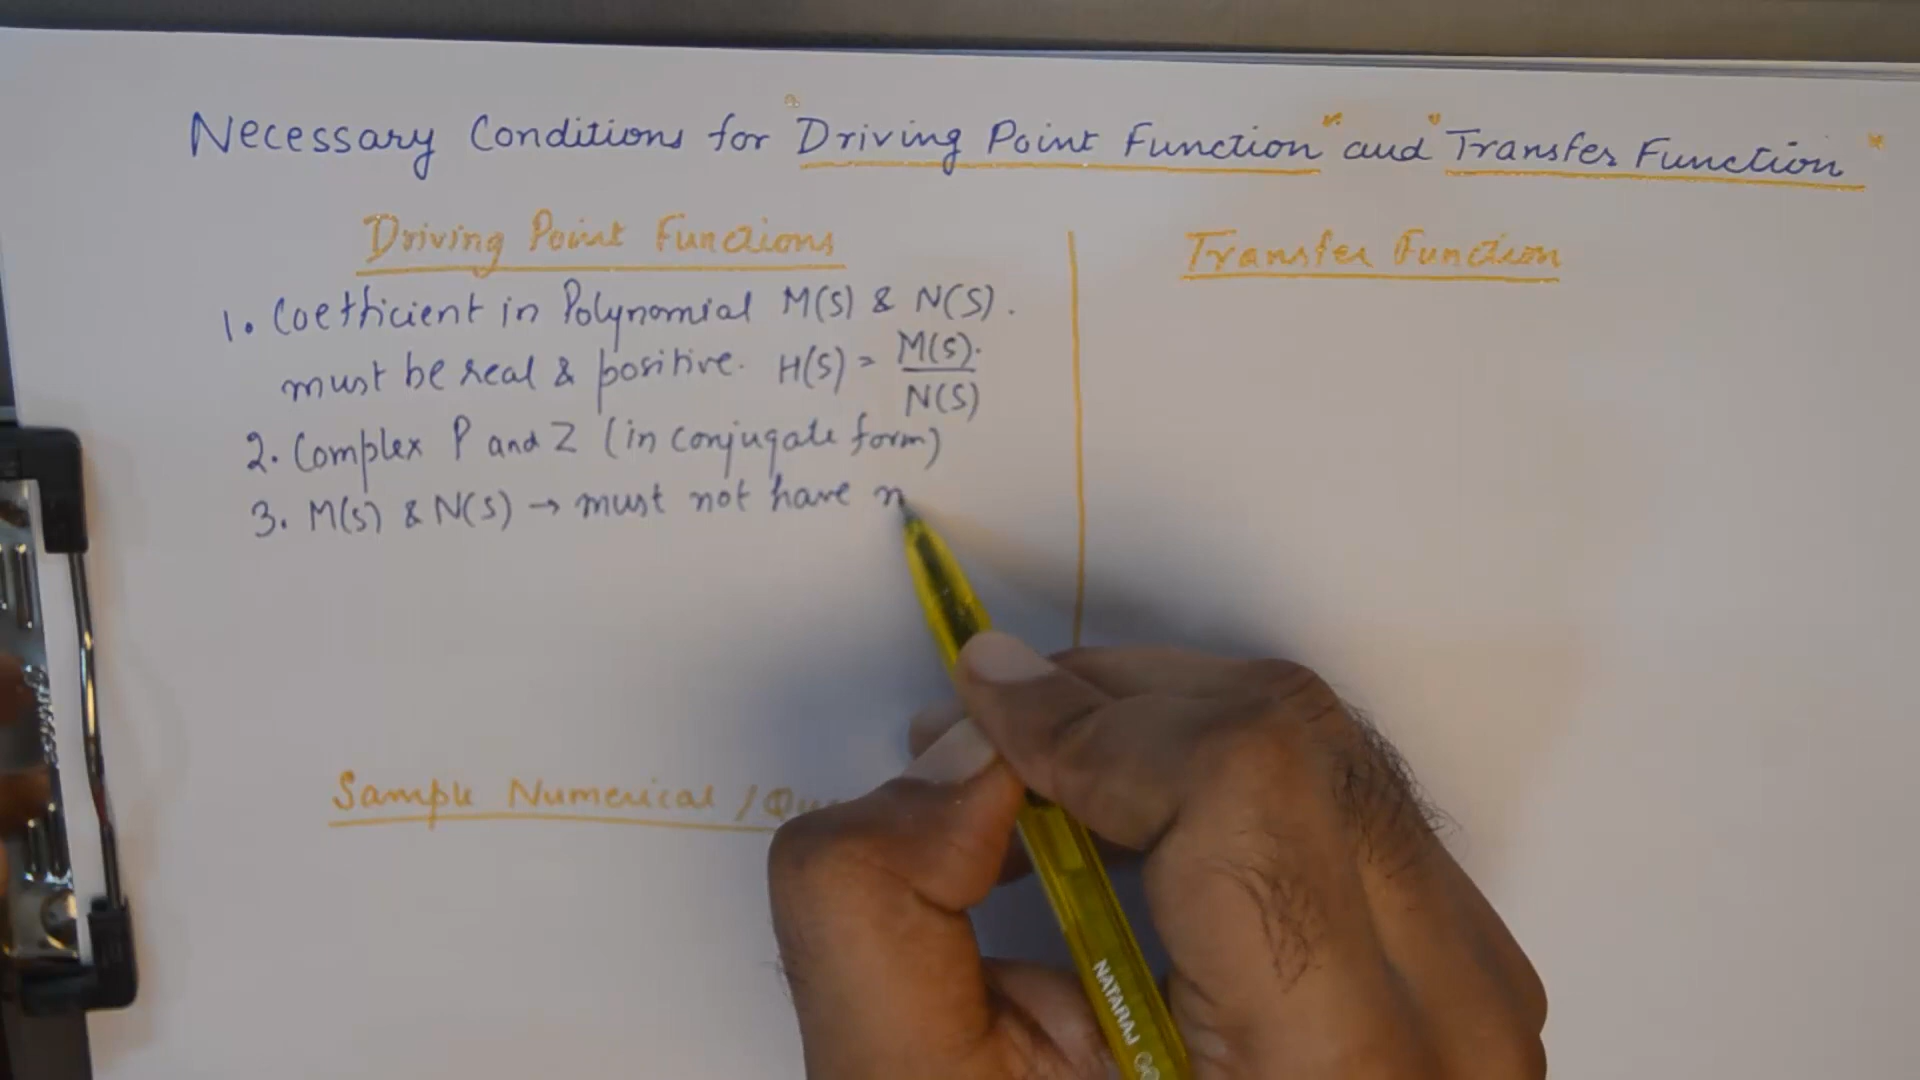 Necessary Conditions for "Driving Point Function" and "Transfer Function"
Driving Point Functions
1. Coefficient in Polynomial M(S) & N(S).
must be real & positive. H(S) = M(S).
N(S)
2. Complex P and Z (in conjugate form)
3. M(S) & N(S) → must not have m
Transfer Function
Sample Numerical /
NATARAJ